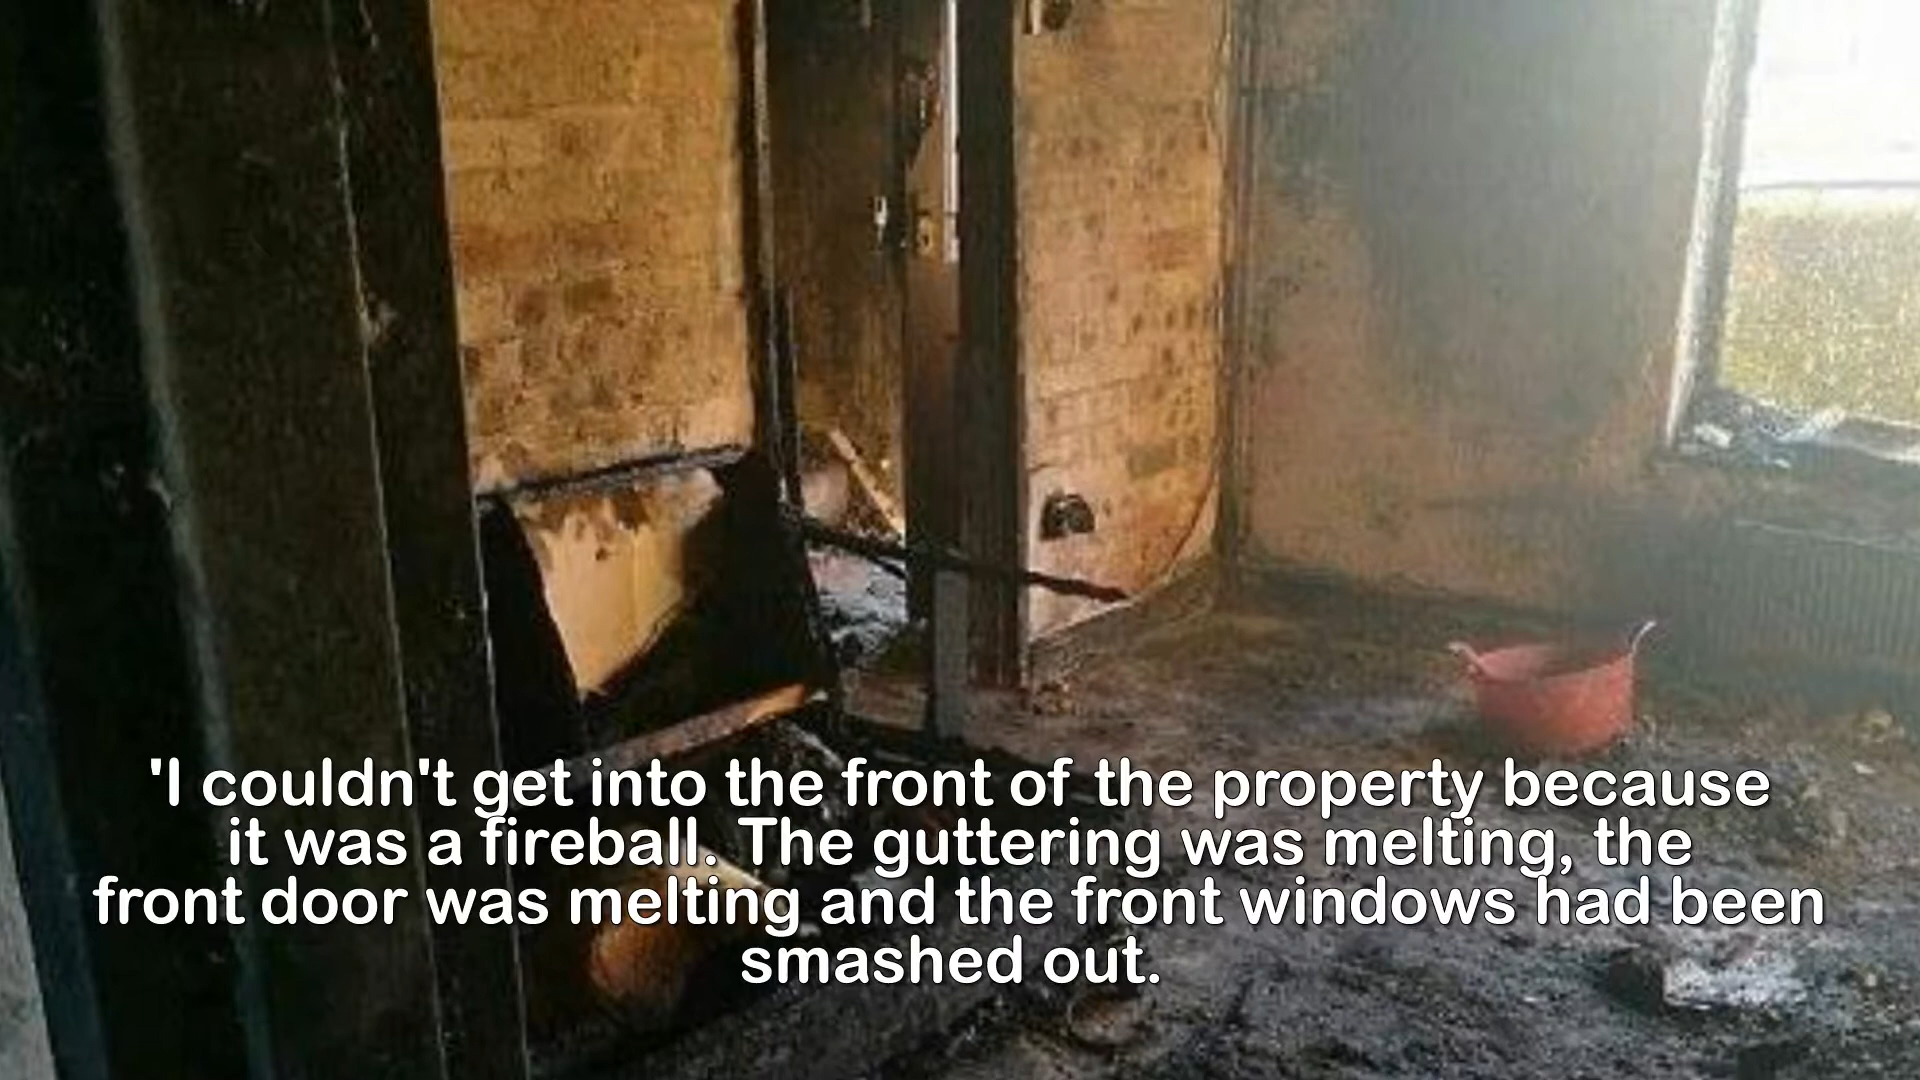 'I couldn't get into the front of the property because
it was a fireball. The guttering was melting, the
front door was melting and the front windows had been
smashed out.